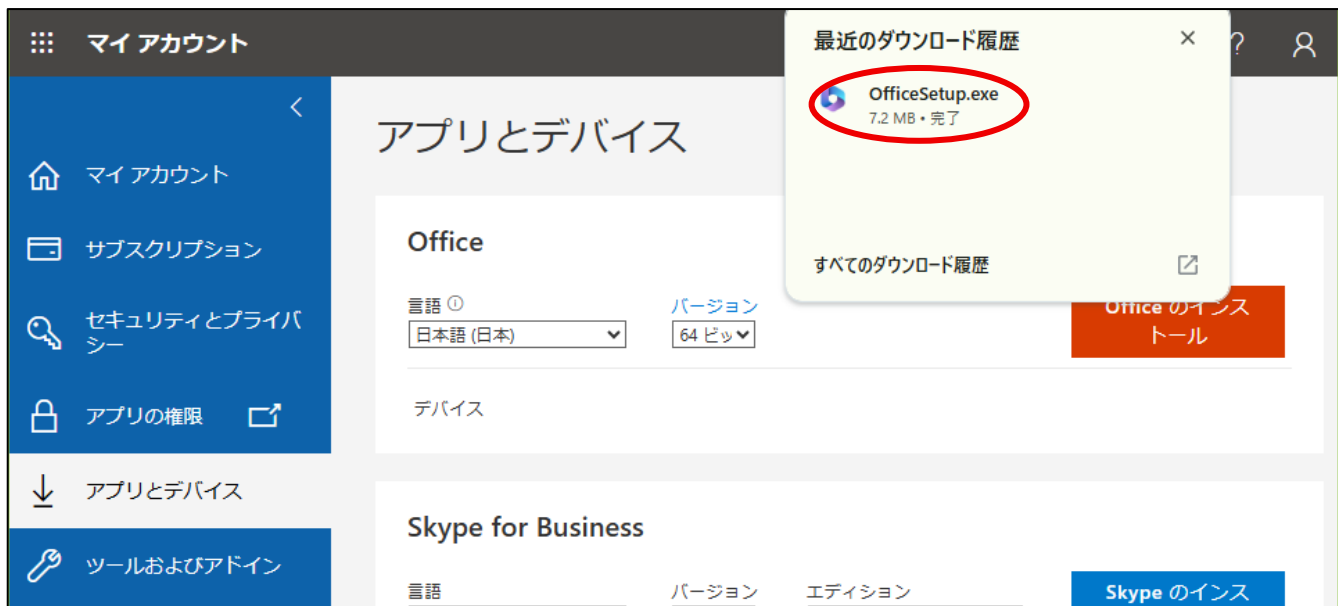 マイ アカウント
最近のダウンロード履歴
?
OfficeSetup.exe
7.2 MB • 完了
すべてのダウンロード履歴
マイ アカウント
サブスクリプション
セキュリティとプライバ
シー
アプリの権限
アプリとデバイス
ツールおよびアドイン
アプリとデバイス
Office
言語
日本語 (日本)
バージョン
64 ビッ
Office のインス
トール
デバイス
Skype for Business
言語
バージョン
エディション
Skype のインス